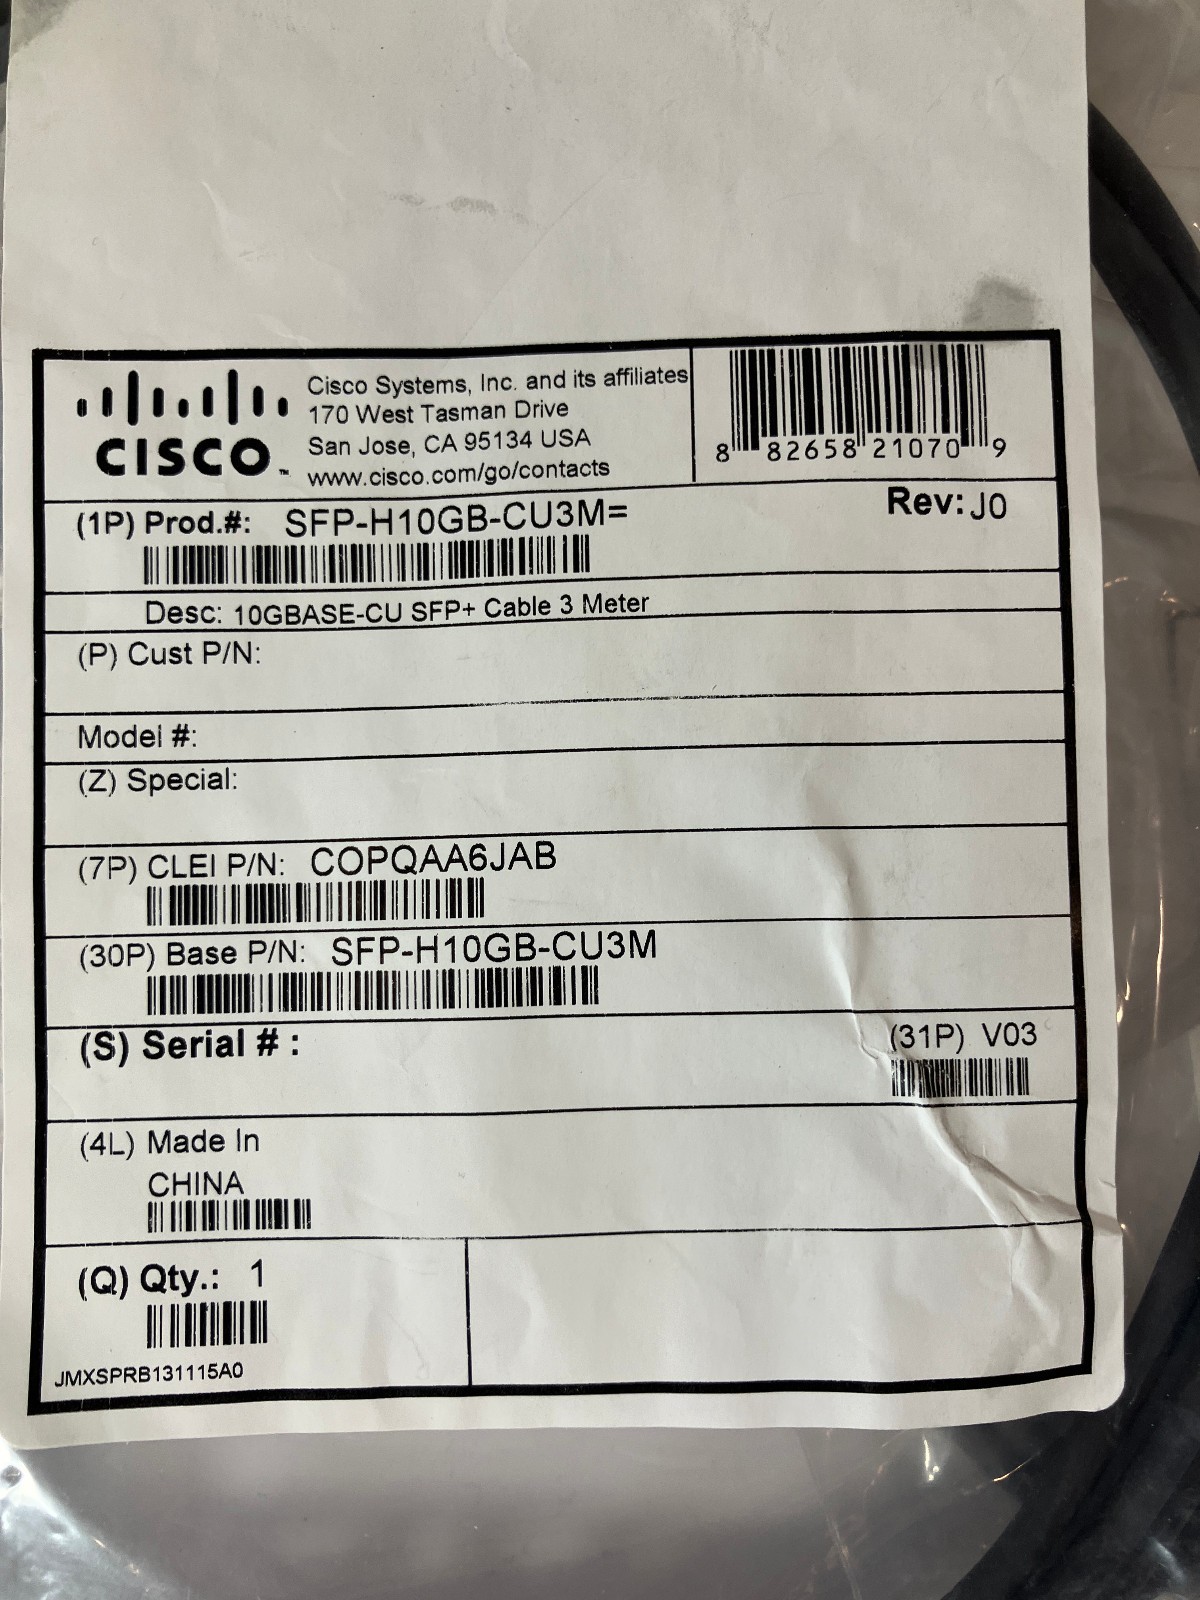 CISCO™
Cisco Systems, Inc. and its affiliates
170 West Tasman Drive
San Jose, CA 95134 USA
www.cisco.com/go/contacts
8 82658 21070 9
(1P) Prod.#: SFP-H10GB-CU3M=
Rev: J0
Desc: 10GBASE-CU SFP+ Cable 3 Meter
(P) Cust P/N:
Model #:
(Z) Special:
(7P) CLEI P/N: COPQAA6JAB
(30P) Base P/N: SFP-H10GB-CU3M
(S) Serial # :
(31P) V03
(4L) Made In
CHINA
(Q) Qty.: 1
JMXSPRB131115A0